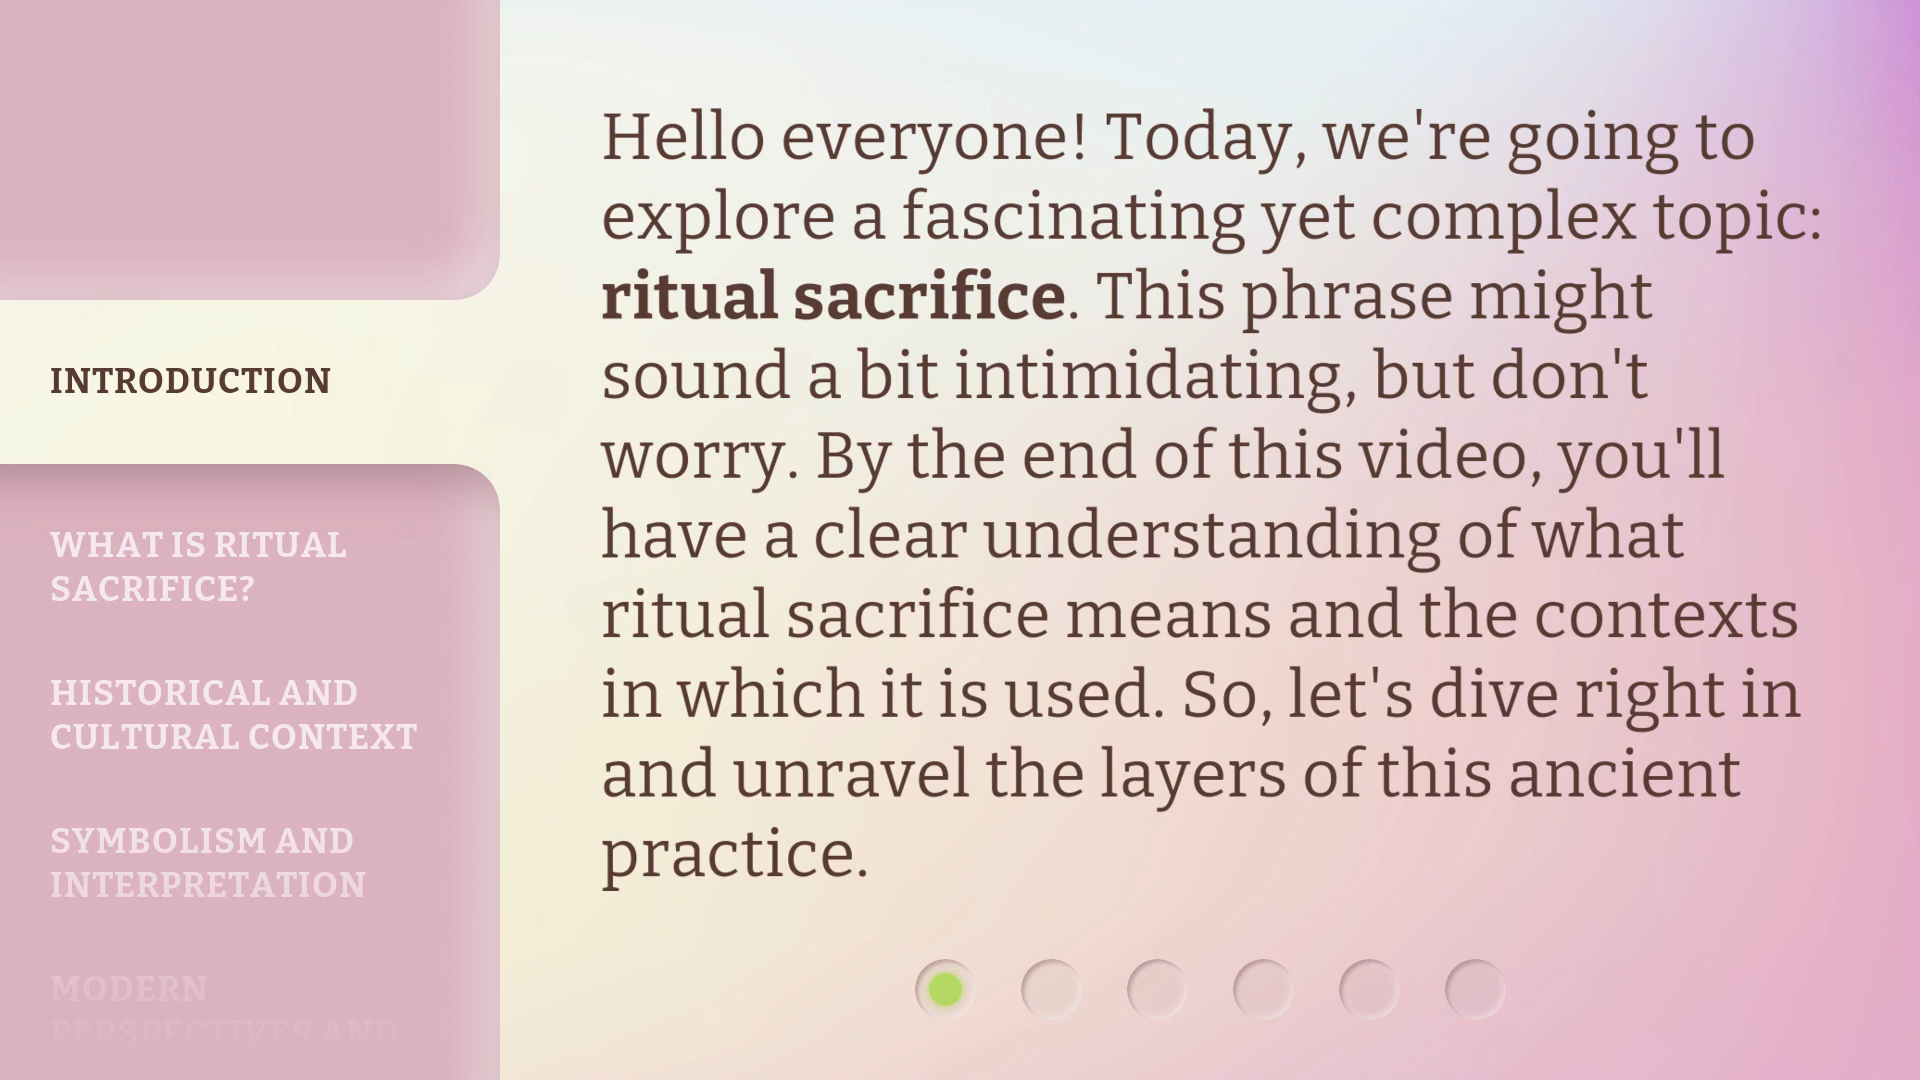 INTRODUCTION
WHAT IS RITUAL
SACRIFICE?
HISTORICAL AND
CULTURAL CONTEXT
SYMBOLISM AND
INTERPRETATION
MODERN
PERSPECTIVES AND
Hello everyone! Today, we're going to
explore a fascinating yet complex topic:
ritual sacrifice. This phrase might
sound a bit intimidating, but don't
worry. By the end of this video, you'll
have a clear understanding of what
ritual sacrifice means and the contexts
in which it is used. So, let's dive right in
and unravel the layers of this ancient
practice.